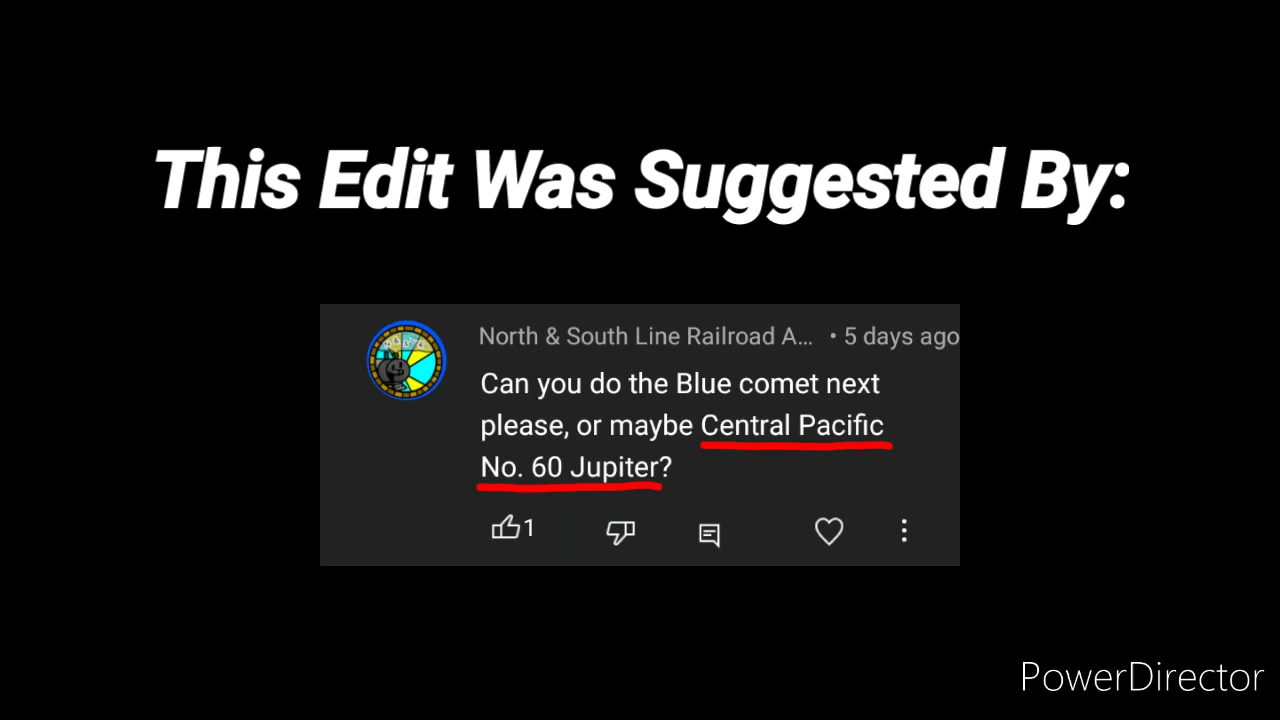 This Edit Was Suggested By:
North & South Line Railroad A... • 5 days ago
Can you do the Blue comet next
please, or maybe Central Pacific
No. 60 Jupiter?
1
PowerDirector